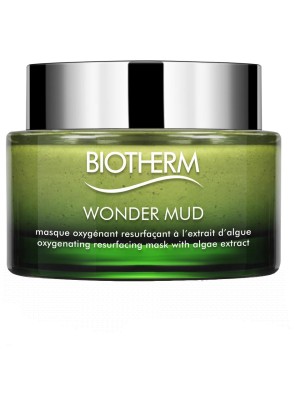 BIOTHERM
WONDER MUD
masque oxygénant resurfaçant à l'extrait d'algue
oxygenating resurfacing mask with algae extract